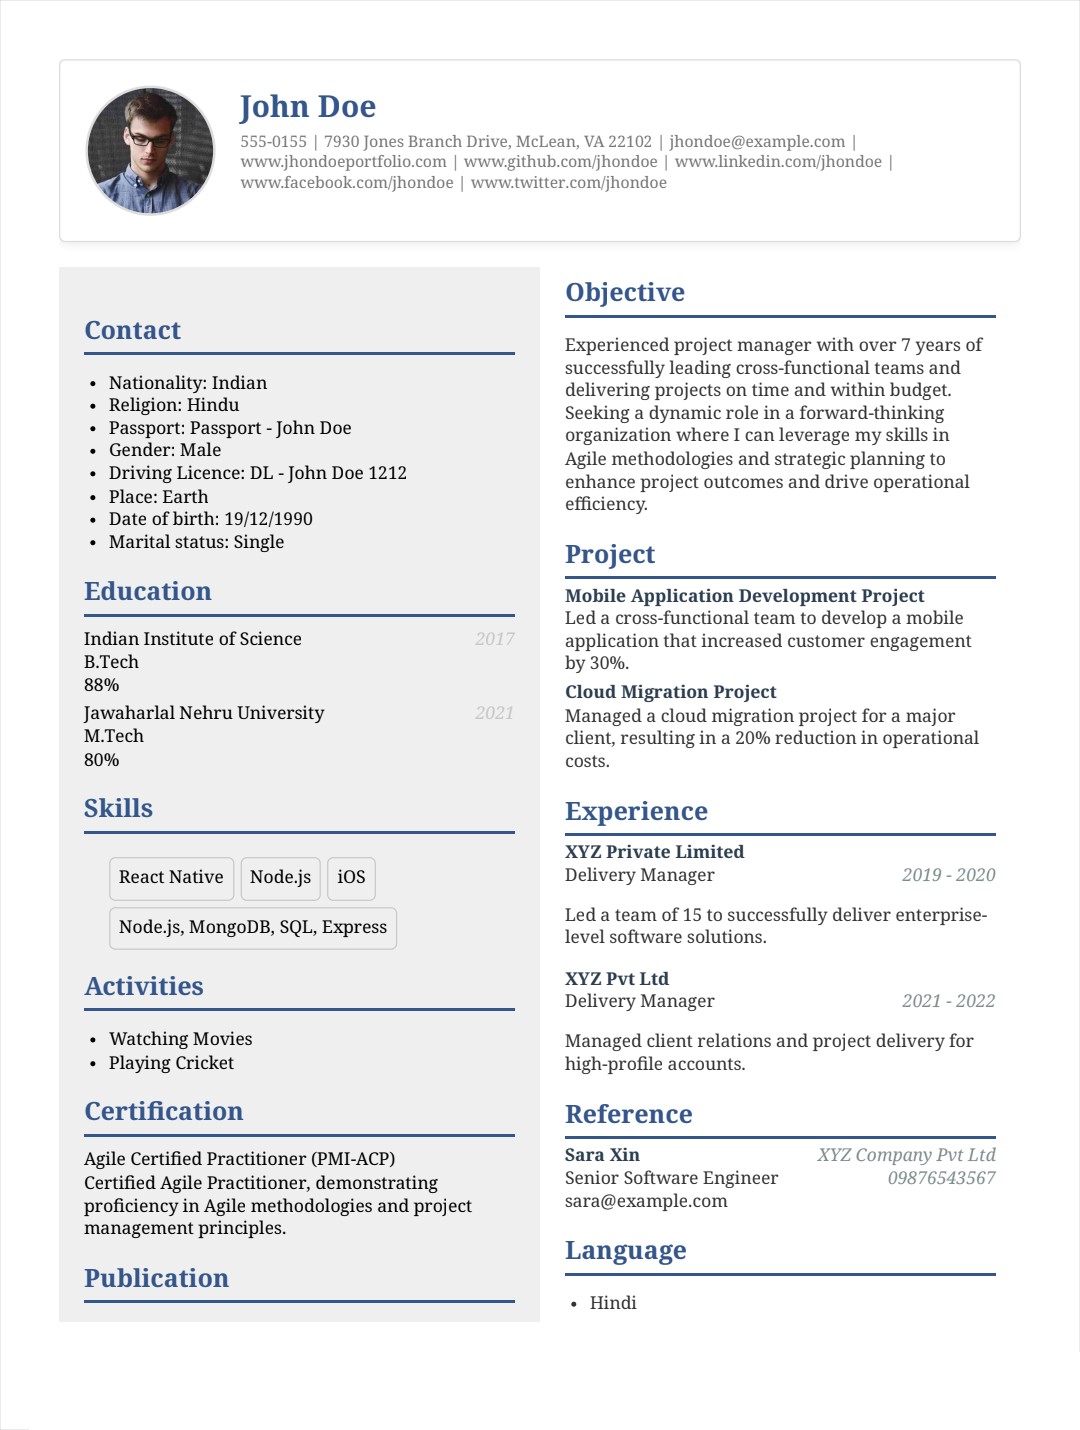 John Doe
555-0155 | 7930 Jones Branch Drive, McLean, VA 22102 | jhondoe@example.com |
www.jhondoeportfolio.com | www.github.com/jhondoe | www.linkedin.com/jhondoe |
www.facebook.com/jhondoe | www.twitter.com/jhondoe
Contact
• Nationality: Indian
• Religion: Hindu
• Passport: Passport - John Doe
• Gender: Male
• Driving Licence: DL - John Doe 1212
• Place: Earth
• Date of birth: 19/12/1990
• Marital status: Single
Education
Indian Institute of Science 2017
B.Tech
88%
Jawaharlal Nehru University 2021
M.Tech
80%
Skills
React Native Node.js iOS
Node.js, MongoDB, SQL, Express
Activities
• Watching Movies
• Playing Cricket
Certification
Agile Certified Practitioner (PMI-ACP)
Certified Agile Practitioner, demonstrating
proficiency in Agile methodologies and project
management principles.
Publication
Objective
Experienced project manager with over 7 years of
successfully leading cross-functional teams and
delivering projects on time and within budget.
Seeking a dynamic role in a forward-thinking
organization where I can leverage my skills in
Agile methodologies and strategic planning to
enhance project outcomes and drive operational
efficiency.
Project
Mobile Application Development Project
Led a cross-functional team to develop a mobile
application that increased customer engagement
by 30%.
Cloud Migration Project
Managed a cloud migration project for a major
client, resulting in a 20% reduction in operational
costs.
Experience
XYZ Private Limited
Delivery Manager 2019 - 2020
Led a team of 15 to successfully deliver enterprise-
level software solutions.
XYZ Pvt Ltd
Delivery Manager 2021 - 2022
Managed client relations and project delivery for
high-profile accounts.
Reference
Sara Xin XYZ Company Pvt Ltd
Senior Software Engineer 09876543567
sara@example.com
Language
• Hindi